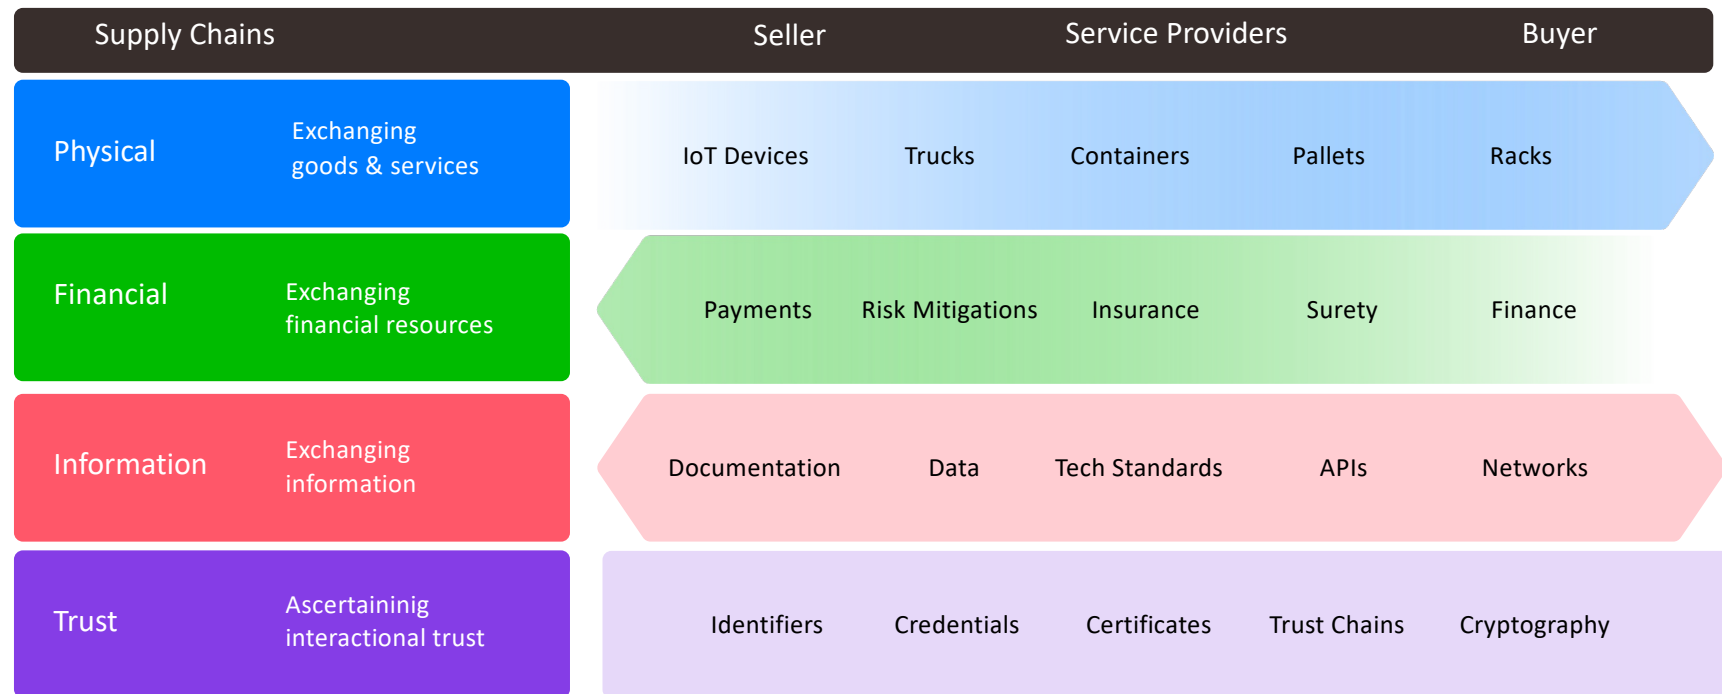 Supply Chains Seller Service Providers Buyer
Physical
Exchanging
goods & services
IoT Devices Trucks Containers Pallets Racks
Financial
Exchanging
financial resources
Payments Risk Mitigations Insurance Surety Finance
Information
Exchanging
information
Documentation Data Tech Standards APIs Networks
Trust
Ascertaininig
interactional trust
Identifiers Credentials Certificates Trust Chains Cryptography